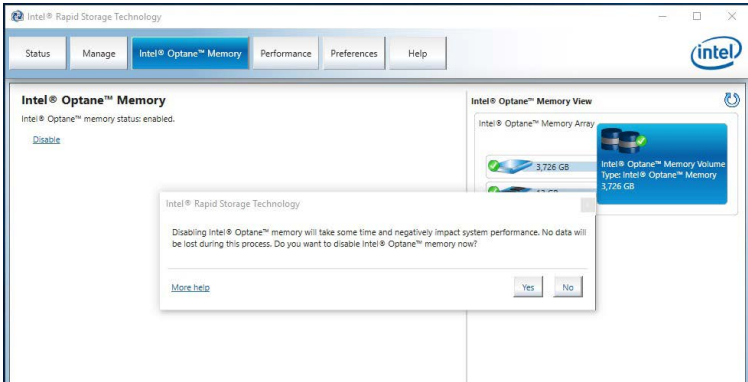 Intel® Rapid Storage Technology
Status
Manage
Intel® Optane™ Memory
Performance
Preferences
Help
intel
Intel® Optane™ Memory
Intel® Optane™ memory status: enabled.
Disable
Intel® Optane™ Memory View
Intel® Optane™ Memory Array
3,726 GB
Intel® Optane™ Memory Volume
Type: Intel® Optane™ Memory
3,726 GB
Intel® Rapid Storage Technology
Disabling Intel® Optane™ memory will take some time and negatively impact system performance. No data will
be lost during this process. Do you want to disable Intel® Optane™ memory now?
More help
Yes
No